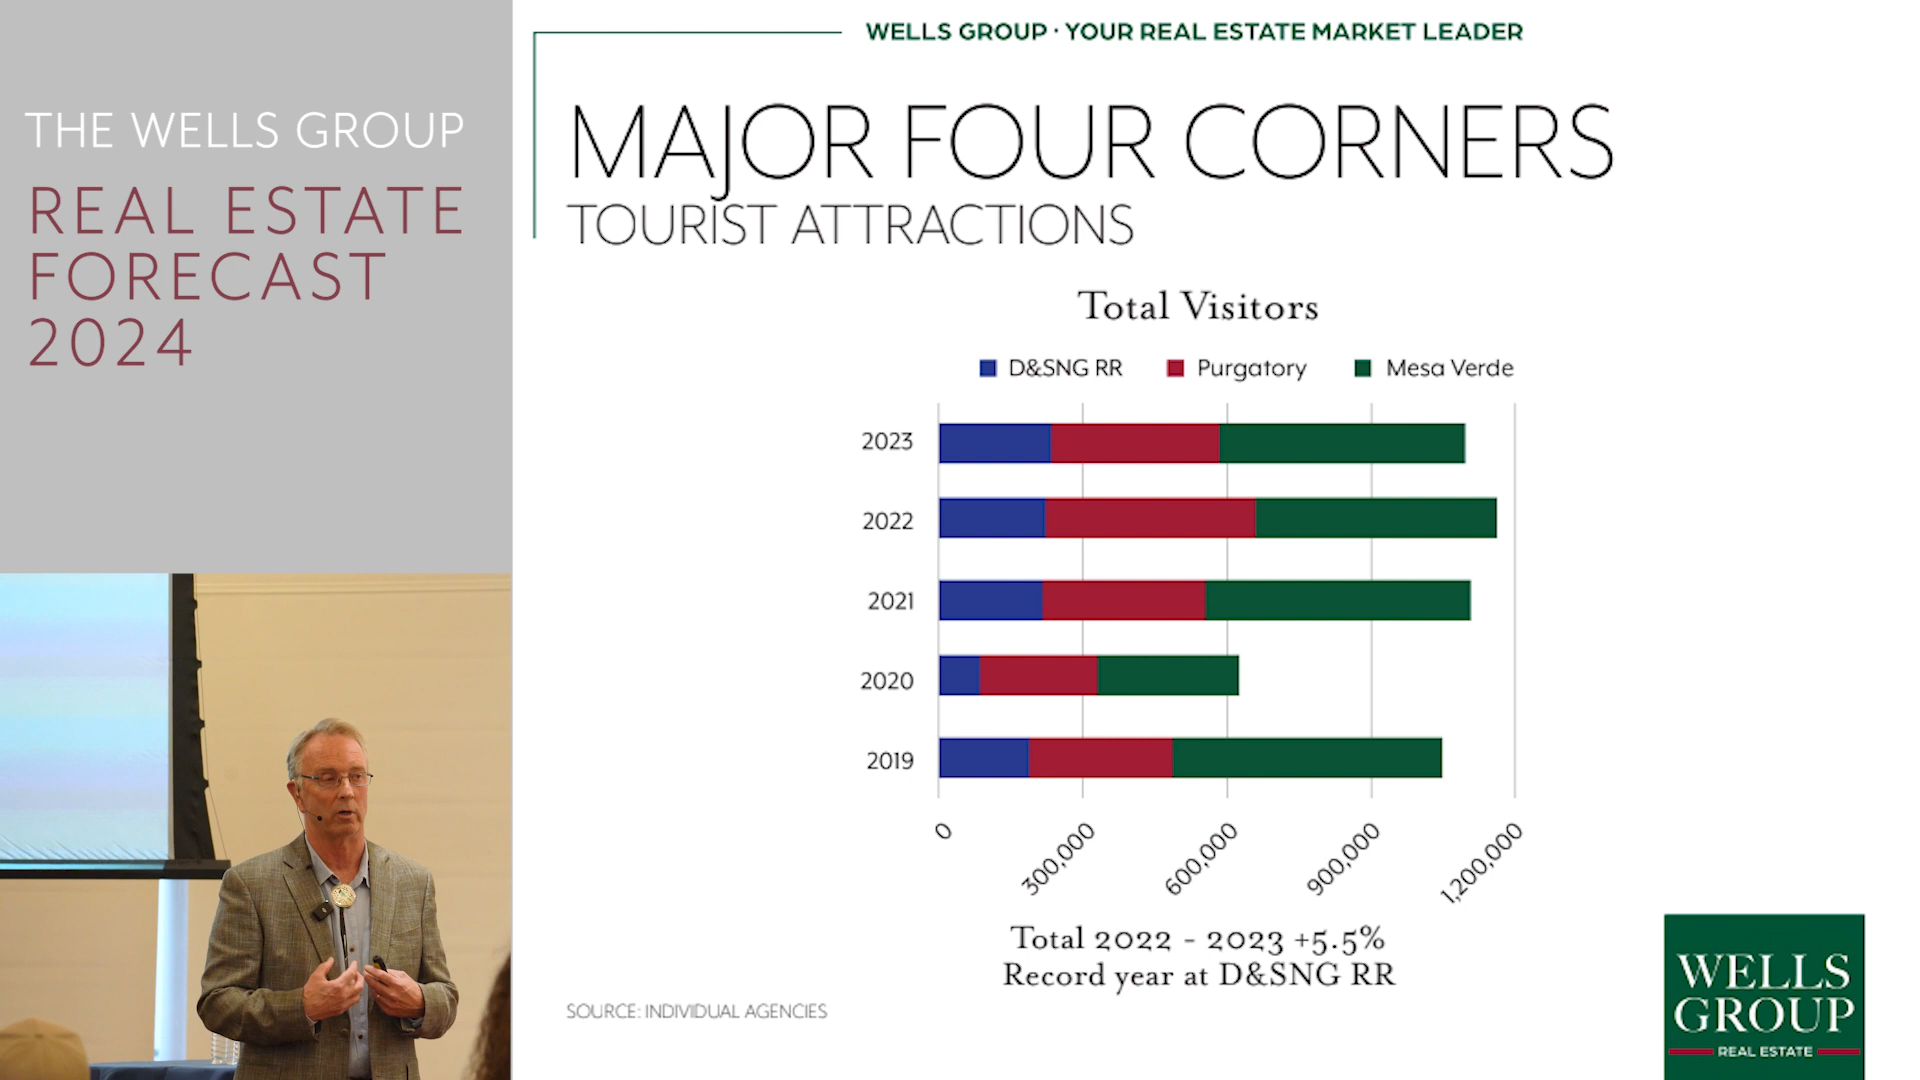 THE WELLS GROUP
REAL ESTATE
FORECAST
2024
WELLS GROUP · YOUR REAL ESTATE MARKET LEADER
MAJOR FOUR CORNERS
TOURIST ATTRACTIONS
Total Visitors
D&SNG RR Purgatory Mesa Verde
2023
2022
2021
2020
2019
0 300,000 600,000 900,000 1,200,000
Total 2022 - 2023 +5.5%
Record year at D&SNG RR
SOURCE: INDIVIDUAL AGENCIES
WELLS
GROUP
REAL ESTATE